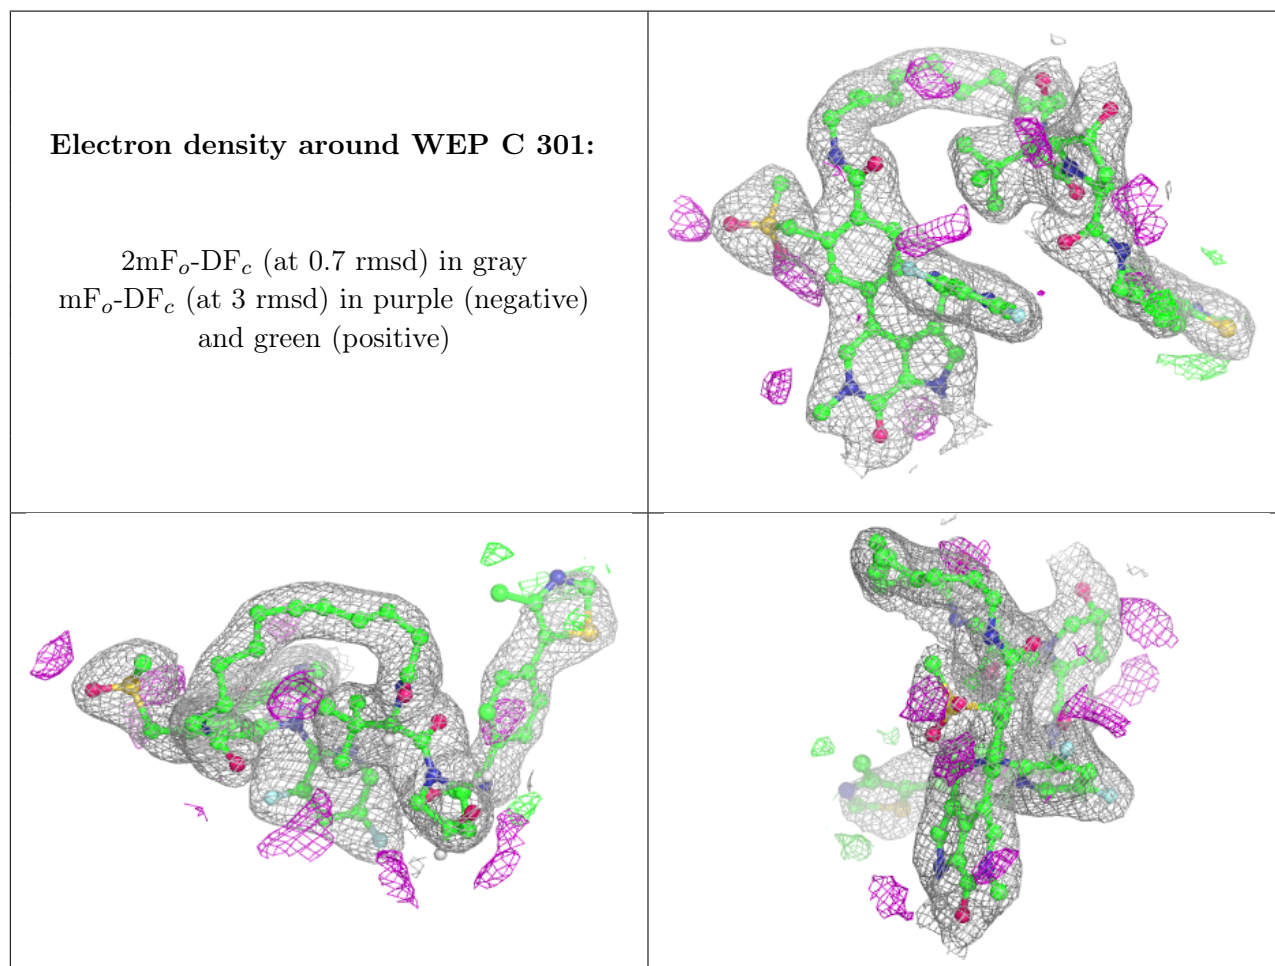 Electron density around WEP C 301:
2mFo-DFc (at 0.7 rmsd) in gray
mFo-DFc (at 3 rmsd) in purple (negative)
and green (positive)